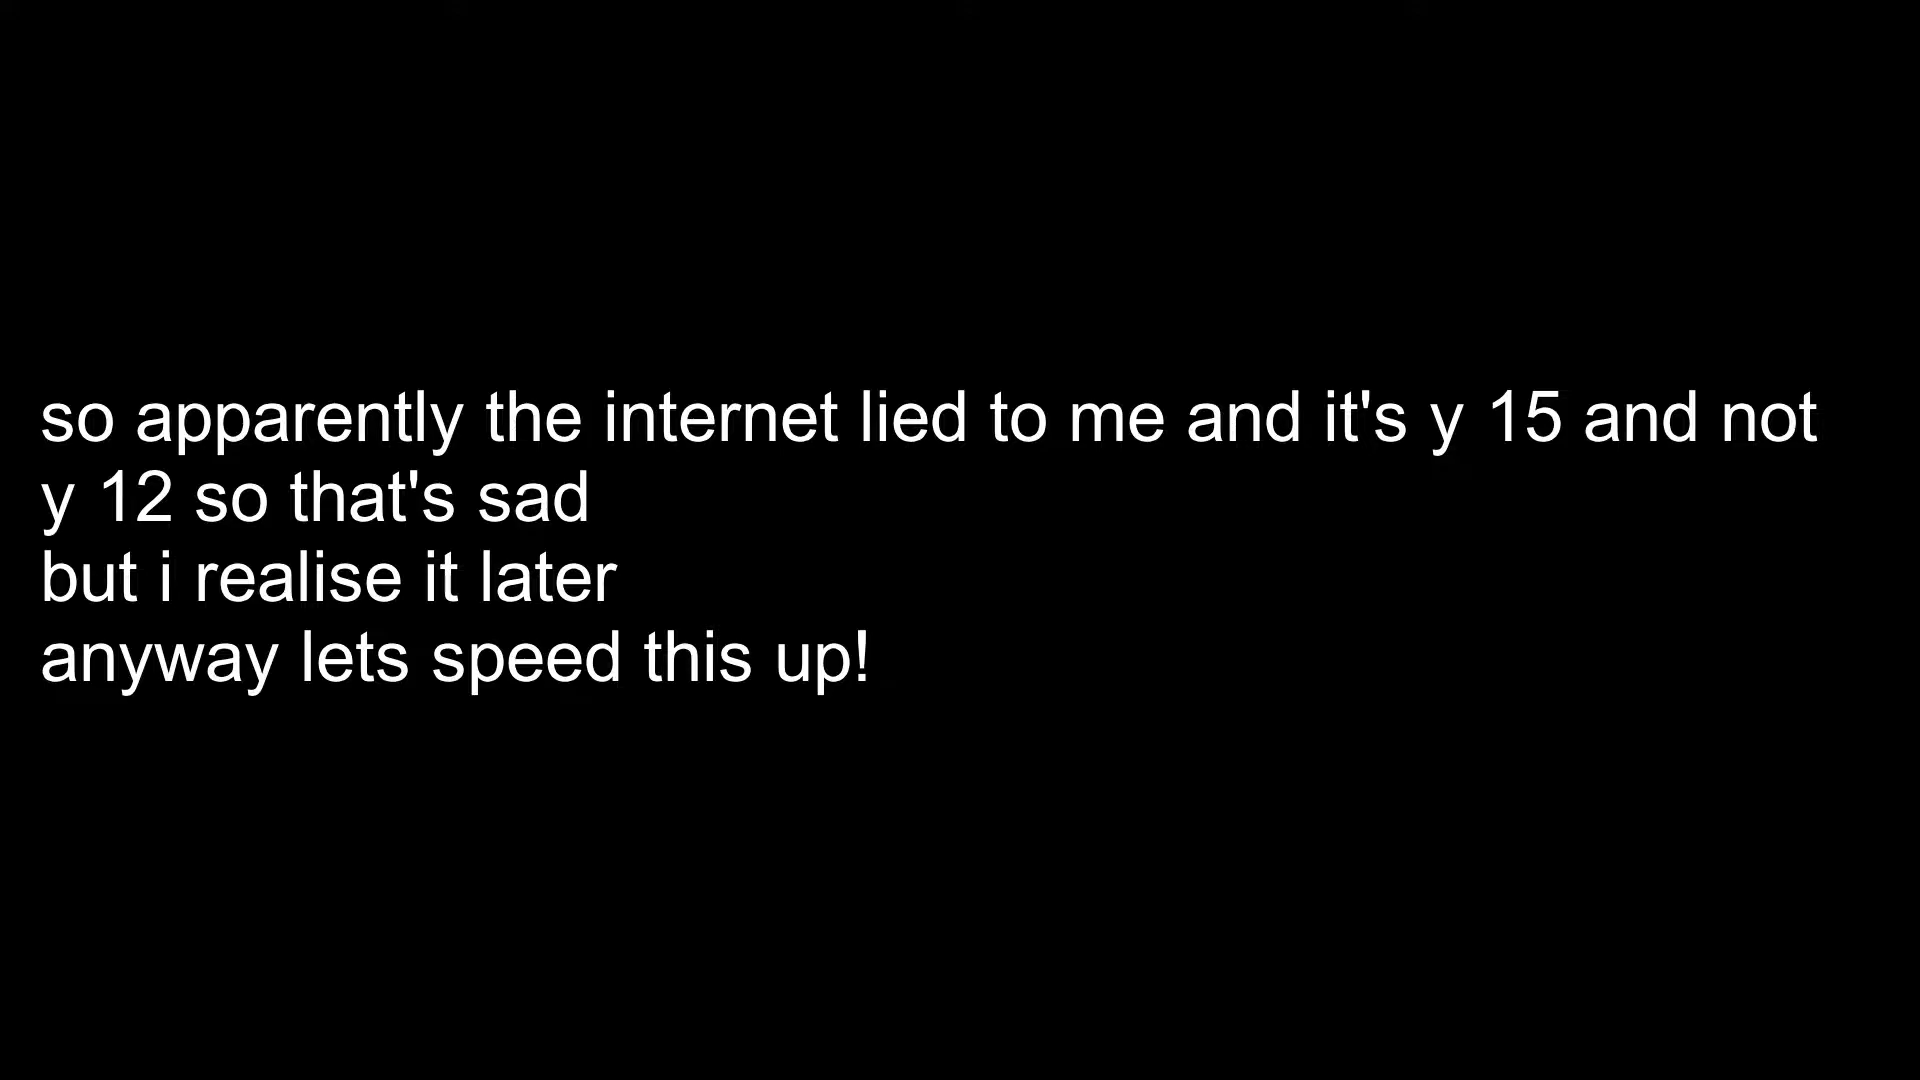 so apparently the internet lied to me and it's y 15 and not
y 12 so that's sad
but i realise it later
anyway lets speed this up!